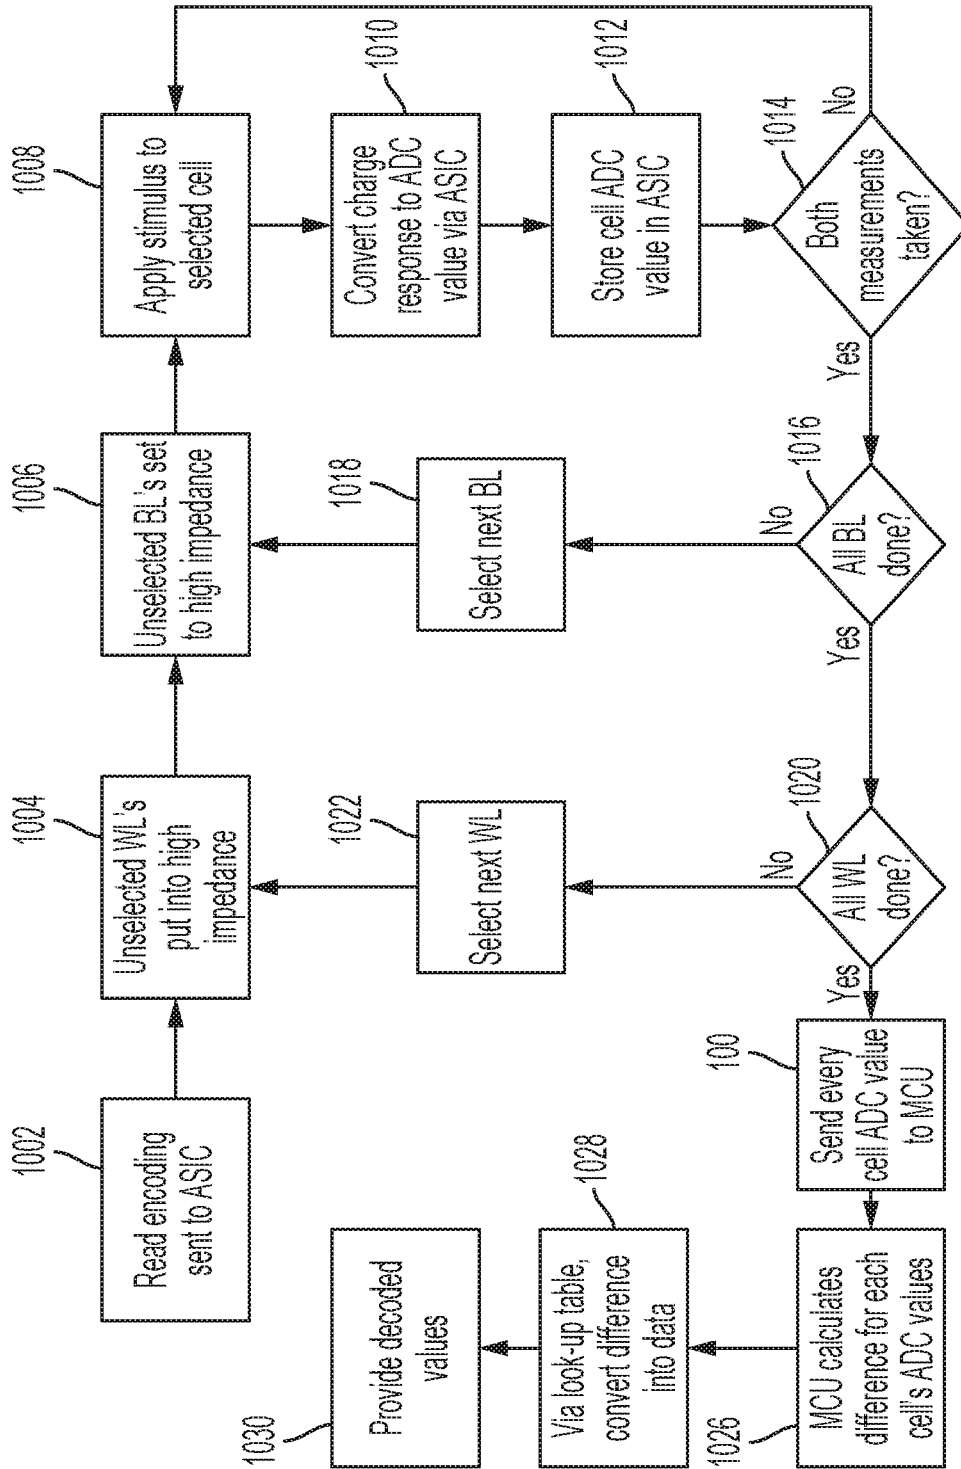 1002
Read encoding
sent to ASIC
1004
Unselected WL's
put into high
impedance
1006
Unselected BL's set
to high impedance
1008
Apply stimulus to
selected cell
1010
Convert charge
response to ADC
value via ASIC
1012
Store cell ADC
value in ASIC
1014
Both
measurements
taken?
No
Yes
1016
All BL
done?
No
1018
Select next BL
Yes
1020
All WL
done?
No
1022
Select next WL
Yes
100
Send every
cell ADC value
to MCU
1026
MCU calculates
difference for each
cell's ADC values
1028
Via look-up table,
convert difference
into data
1030
Provide decoded
values